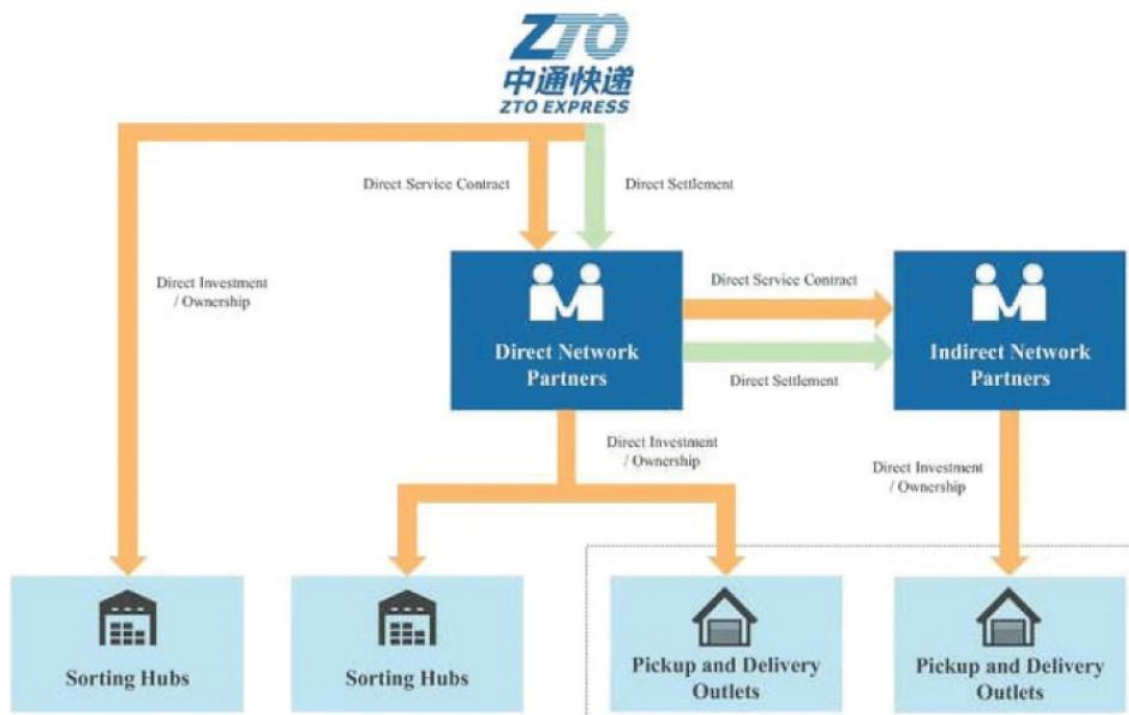 ZTO
中通快递
ZTO EXPRESS
Direct Service Contract
Direct Settlement
Direct Investment
/ Ownership
Direct Service Contract
Direct Network
Partners
Indirect Network
Partners
Direct Settlement
Direct Investment
/ Ownership
Direct Investment
/ Ownership
Sorting Hubs
Sorting Hubs
Pickup and Delivery
Outlets
Pickup and Delivery
Outlets